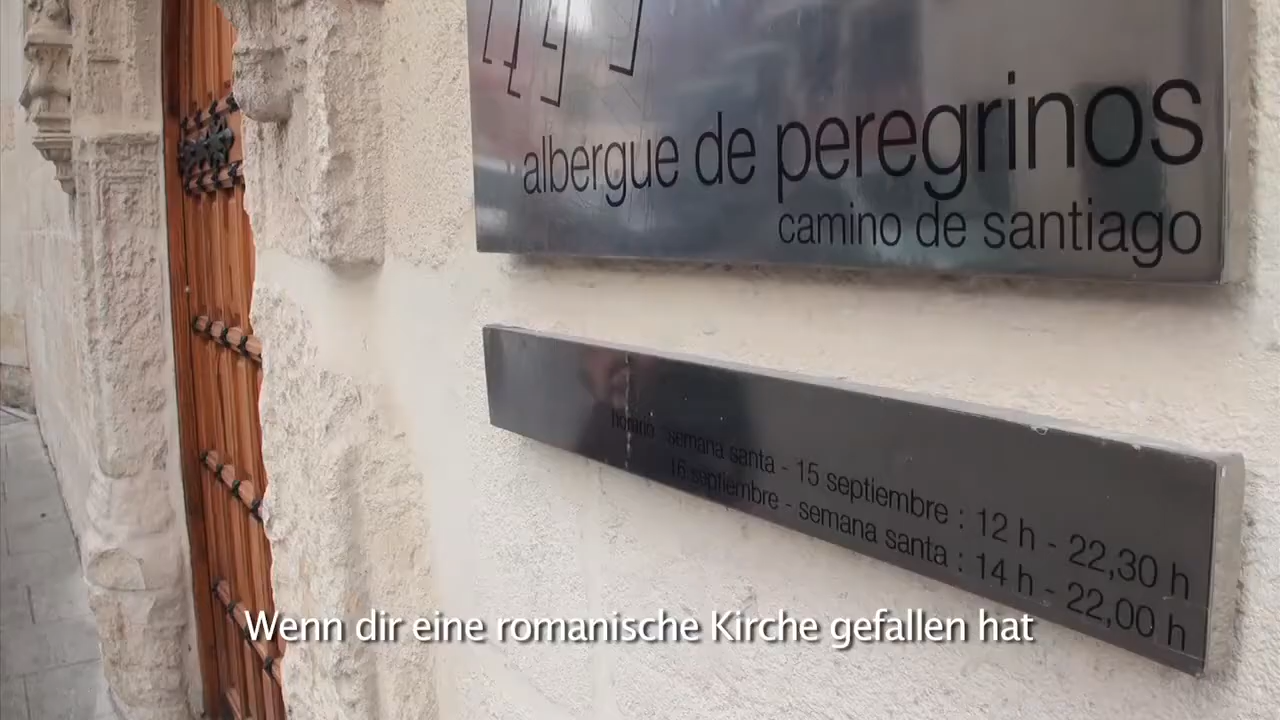 albergue de peregrinos
camino de santiago
horario : semana santa - 15 septiembre : 12 h - 22,30 h
16 septiembre - semana santa : 14 h - 22,00 h
Wenn dir eine romanische Kirche gefallen hat